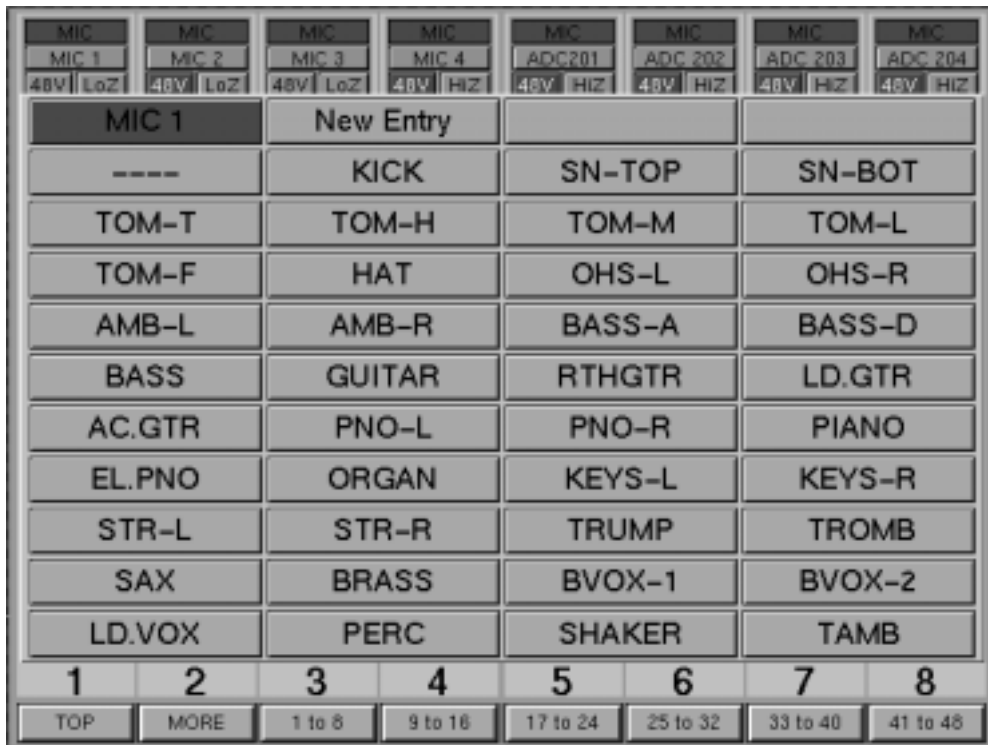 MIC MIC MIC MIC MIC MIC MIC MIC
MIC 1 MIC 2 MIC 3 MIC 4 ADC201 ADC 202 ADC 203 ADC 204
48V LoZ 48V LoZ 48V LoZ 48V HIZ 48V HIZ 48V HIZ 48V HIZ 48V HIZ
MIC 1 New Entry
---- KICK SN-TOP SN-BOT
TOM-T TOM-H TOM-M TOM-L
TOM-F HAT OHS-L OHS-R
AMB-L AMB-R BASS-A BASS-D
BASS GUITAR RTHGTR LD.GTR
AC.GTR PNO-L PNO-R PIANO
EL.PNO ORGAN KEYS-L KEYS-R
STR-L STR-R TRUMP TROMB
SAX BRASS BVOX-1 BVOX-2
LD.VOX PERC SHAKER TAMB
1 2 3 4 5 6 7 8
TOP MORE 1 to 8 9 to 16 17 to 24 25 to 32 33 to 40 41 to 48